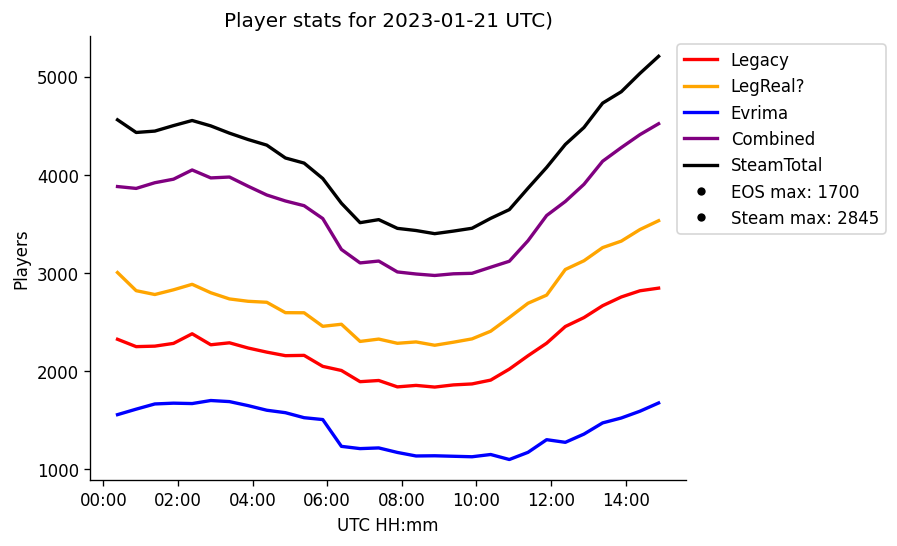 Player stats for 2023-01-21 UTC)
Legacy
LegReal?
Evrima
Combined
SteamTotal
EOS max: 1700
Steam max: 2845
Players
5000
4000
3000
2000
1000
00:00 02:00 04:00 06:00 08:00 10:00 12:00 14:00
UTC HH:mm